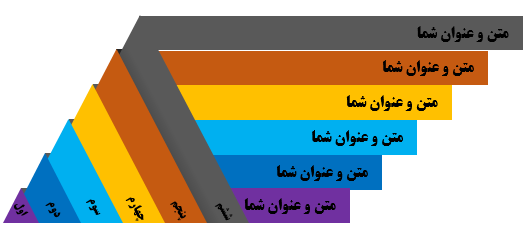 متن و عنوان شما
متن و عنوان شما
متن و عنوان شما
متن و عنوان شما
متن و عنوان شما
متن و عنوان شما
اول
دوم
سوم
چهارم
پنجم
ششم